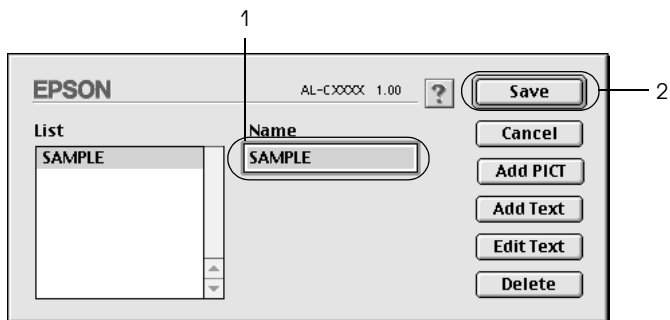 1
EPSON
AL-CXXXX 1.00
?
Save
2
List
Name
Cancel
SAMPLE
SAMPLE
Add PICT
Add Text
Edit Text
Delete